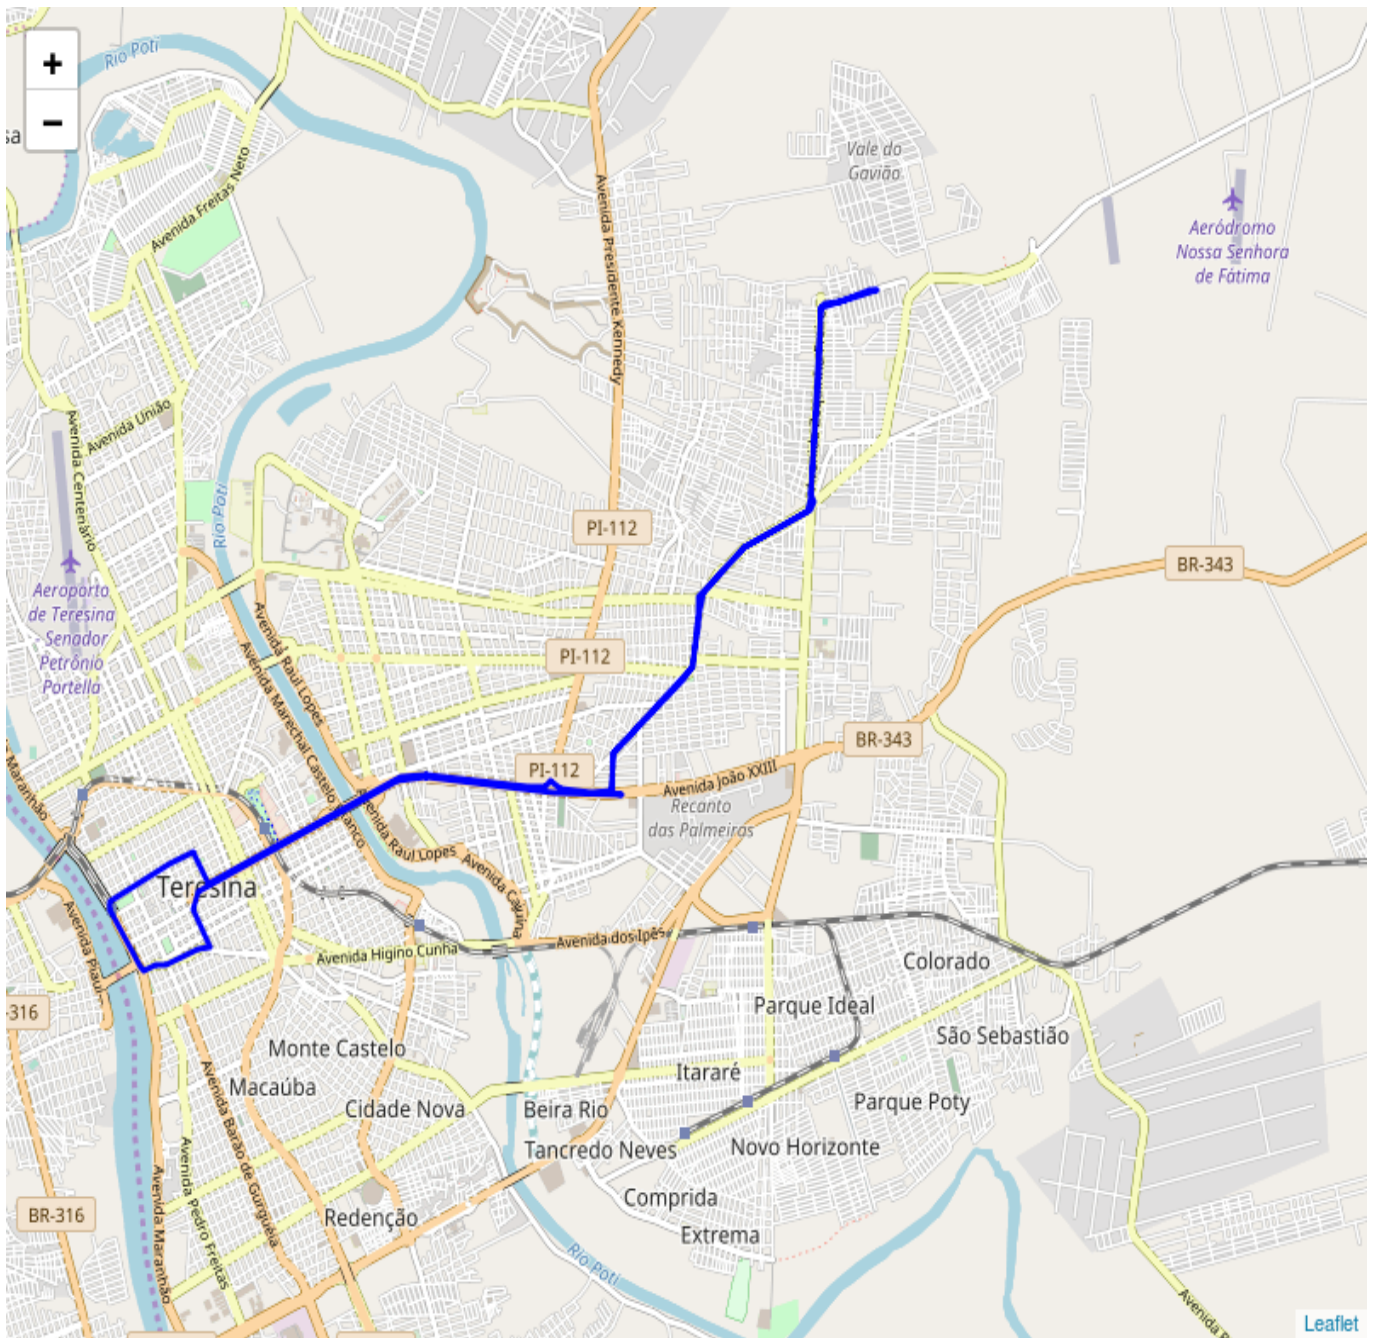 +
−
Rio Poti
sa
Avenida Freitas Neto
Avenida Presidente Kennedy
Vale do
Gavião
Aeródromo
Nossa Senhora
de Fátima
Avenida União
Avenida Centenário
Rio Poti
PI-112
BR-343
Aeroporto
de Teresina
- Senador
Petrônio
Portella
Avenida Raul Lopes
Avenida Marechal Castelo Branco
PI-112
BR-343
PI-112
Avenida João XXIII
Maranhão
Recanto
das Palmeiras
Avenida Raul Lopes
Avenida Cajuína
Teresina
Avenida Piauí
Avenida Higino Cunha
Avenida dos Ipês
Colorado
-316
Parque Ideal
São Sebastião
Monte Castelo
Macaúba
Itararé
Cidade Nova
Beira Rio
Parque Poty
Tancredo Neves
Novo Horizonte
Avenida Barão de Gurguéia
Avenida Pedro Freitas
Avenida Maranhão
Comprida
BR-316
Redenção
Extrema
Rio Poti
Leaflet